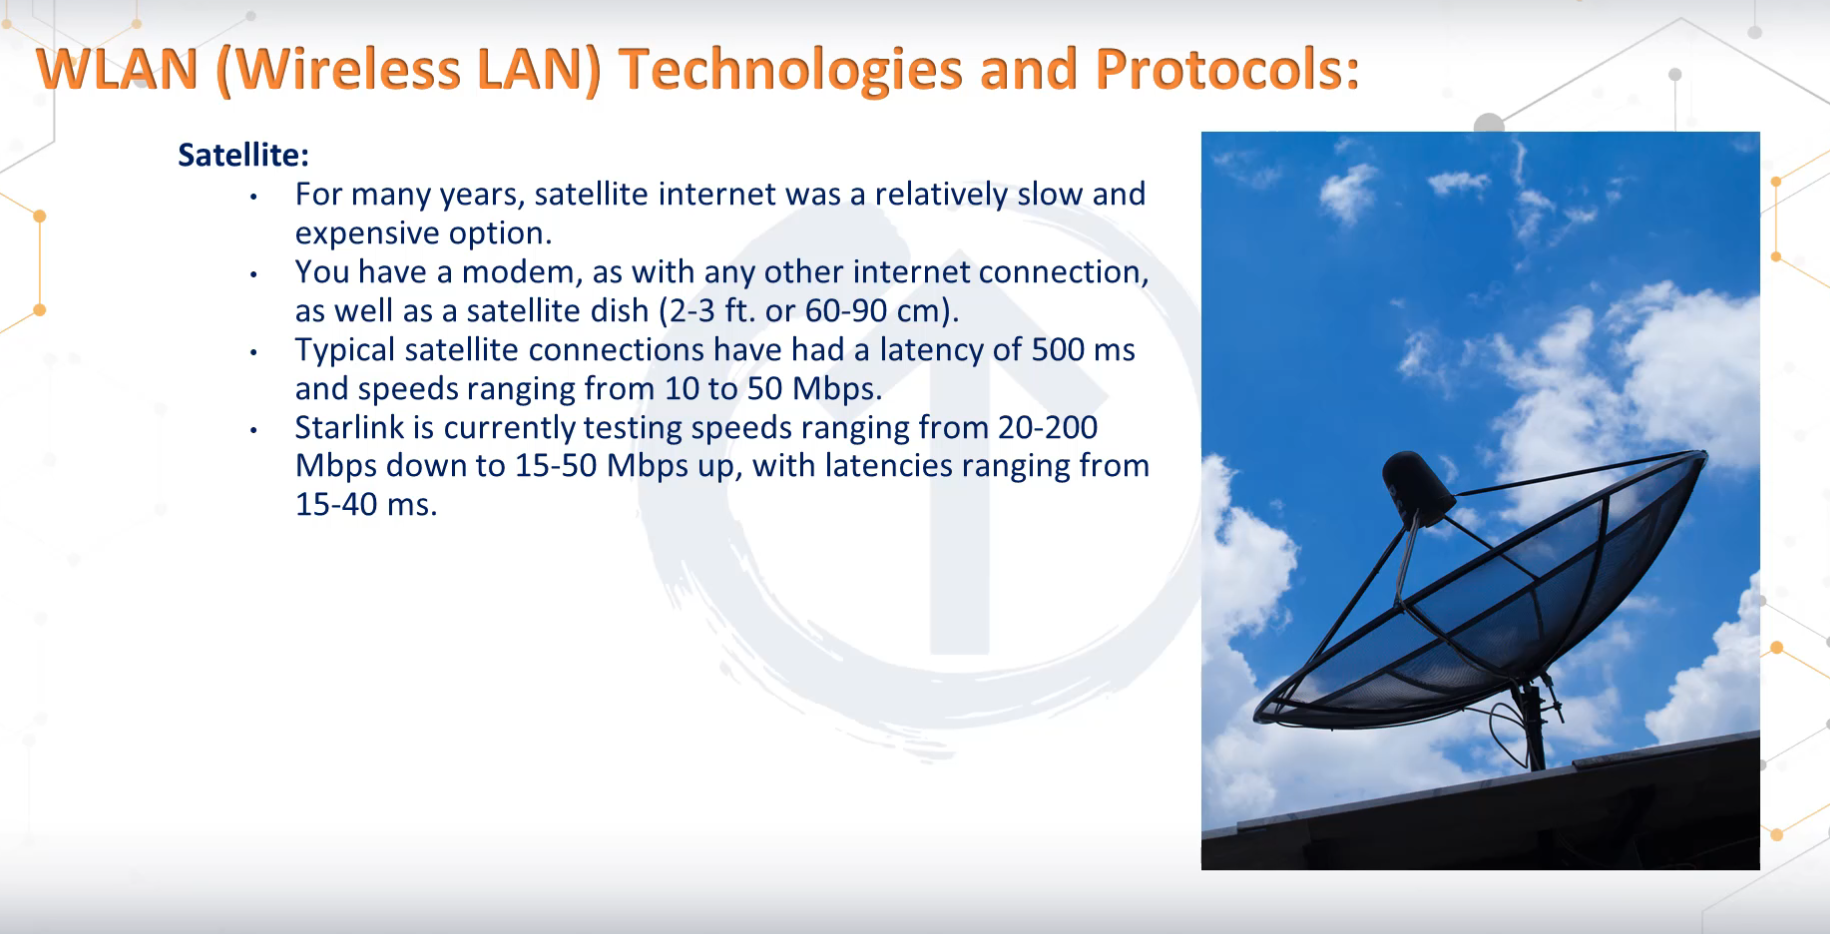 WLAN (Wireless LAN) Technologies and Protocols:
Satellite:
• For many years, satellite internet was a relatively slow and
expensive option.
• You have a modem, as with any other internet connection,
as well as a satellite dish (2-3 ft. or 60-90 cm).
• Typical satellite connections have had a latency of 500 ms
and speeds ranging from 10 to 50 Mbps.
• Starlink is currently testing speeds ranging from 20-200
Mbps down to 15-50 Mbps up, with latencies ranging from
15-40 ms.